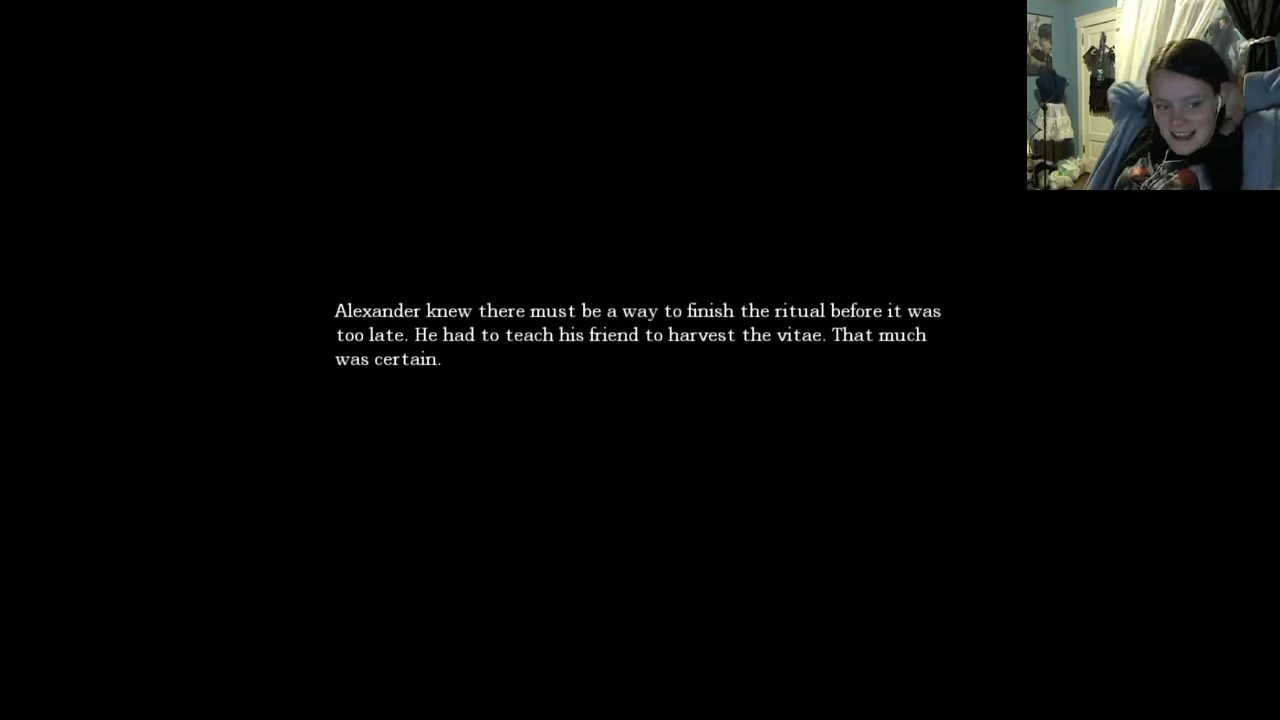 Alexander knew there must be a way to finish the ritual before it was
too late. He had to teach his friend to harvest the vitae. That much
was certain.